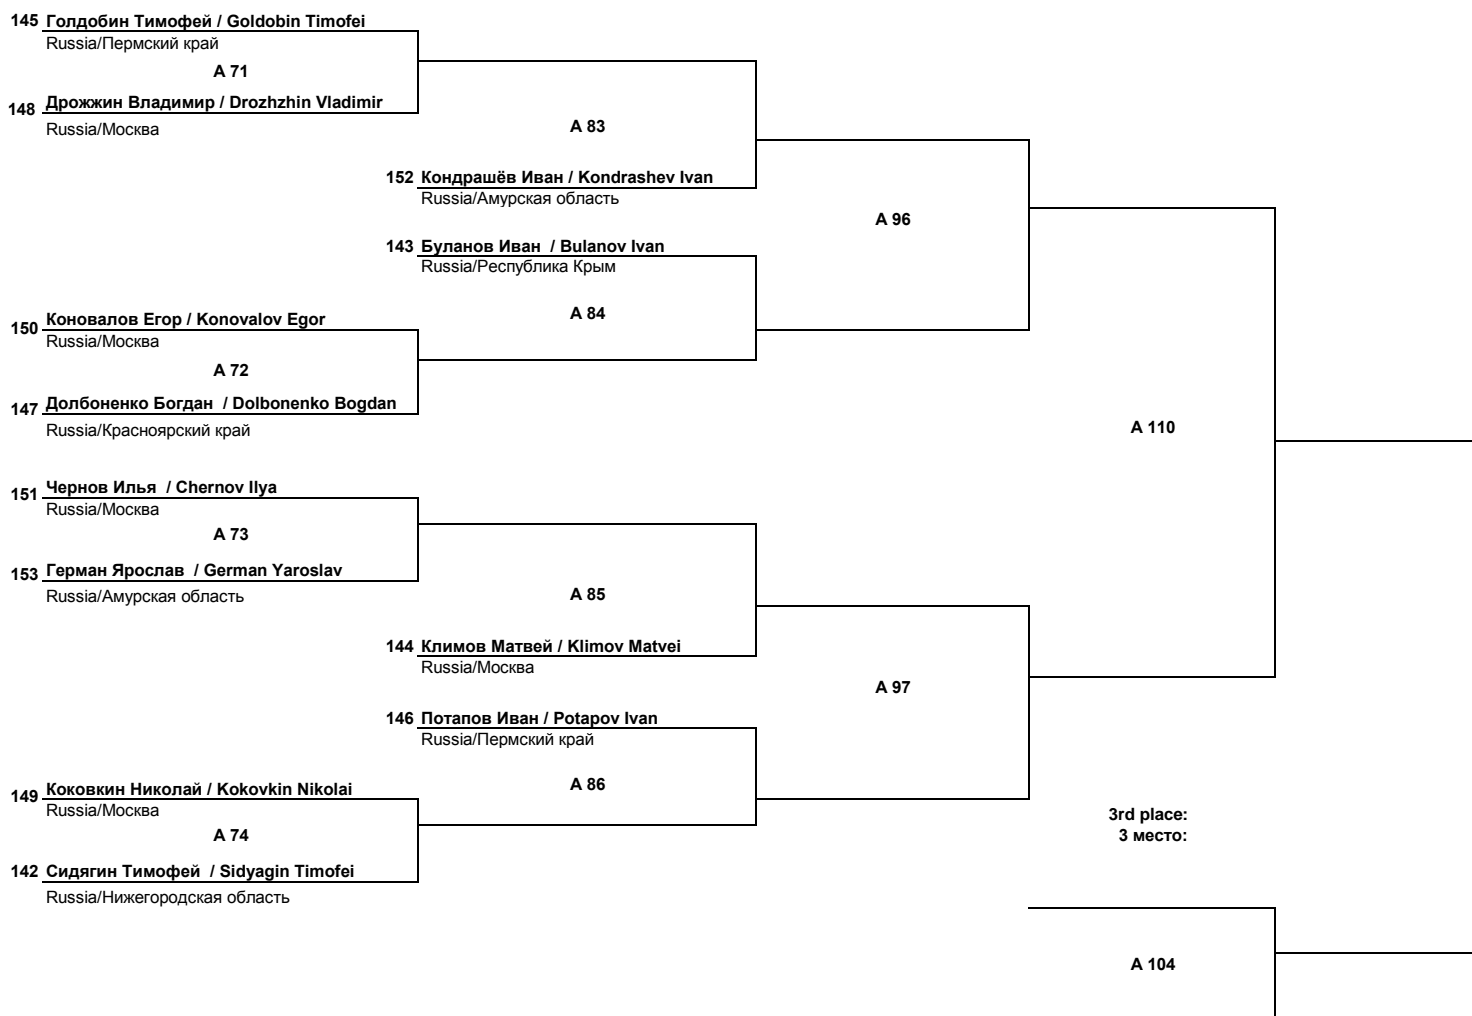 145 Голдобин Тимофей / Goldobin Timofei
Russia/Пермский край
A 71
148 Дрожжин Владимир / Drozhzhin Vladimir
Russia/Москва
A 83
152 Кондрашёв Иван / Kondrashev Ivan
Russia/Амурская область
A 96
143 Буланов Иван / Bulanov Ivan
Russia/Республика Крым
A 84
150 Коновалов Егор / Konovalov Egor
Russia/Москва
A 72
147 Долбоненко Богдан / Dolbonenko Bogdan
Russia/Красноярский край
A 110
151 Чернов Илья / Chernov Ilya
Russia/Москва
A 73
153 Герман Ярослав / German Yaroslav
Russia/Амурская область
A 85
144 Климов Матвей / Klimov Matvei
Russia/Москва
A 97
146 Потапов Иван / Potapov Ivan
Russia/Пермский край
A 86
149 Коковкин Николай / Kokovkin Nikolai
Russia/Москва
A 74
142 Сидягин Тимофей / Sidyagin Timofei
Russia/Нижегородская область
3rd place:
3 место:
A 104